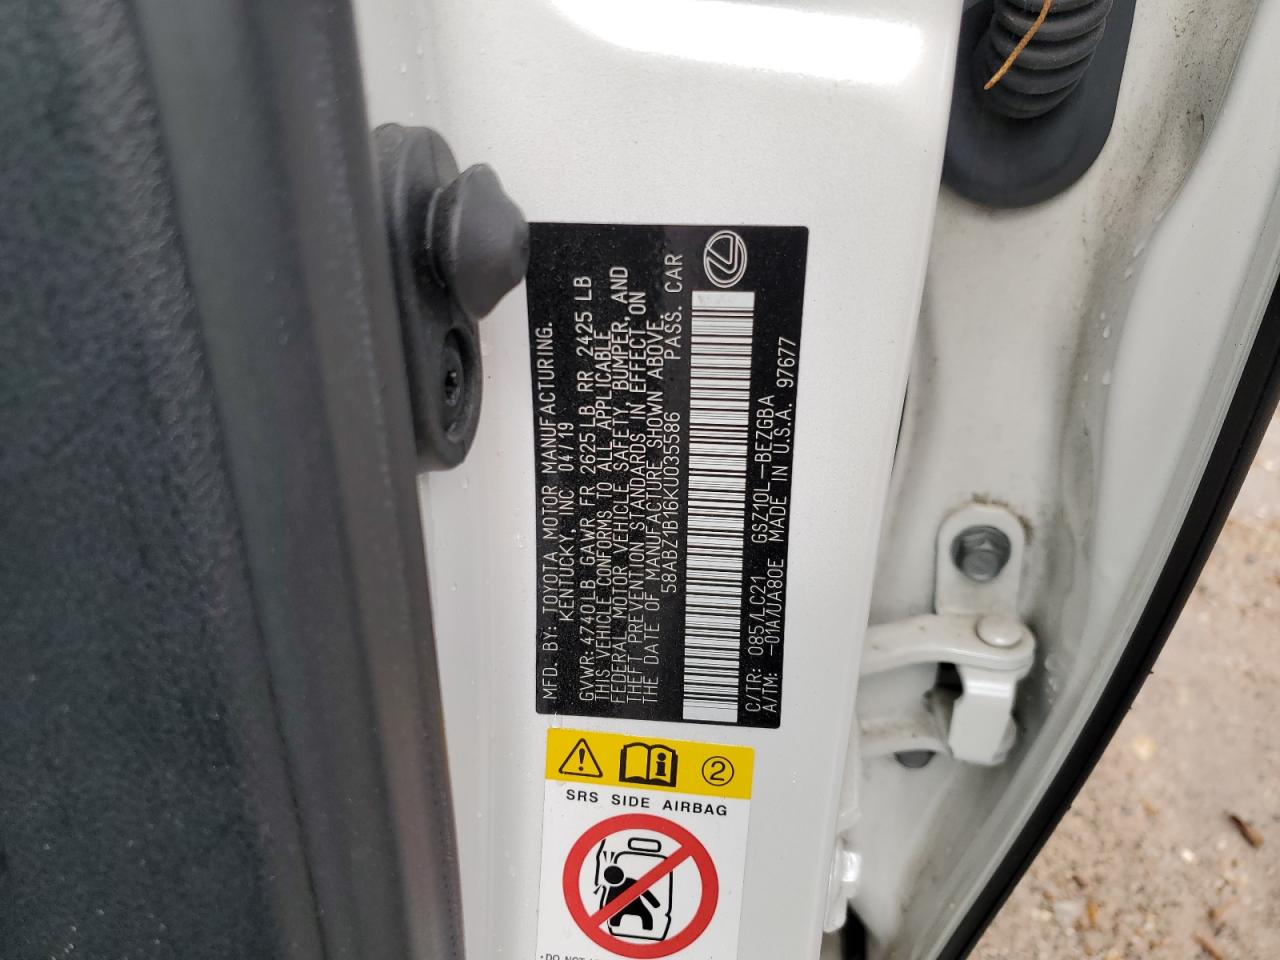 MFD. BY: TOYOTA MOTOR MANUFACTURING.
KENTUCKY, INC 04/19
GVWR: 4740LB GAWR FR 2625LB RR 2425 LB
THIS VEHICLE CONFORMS TO ALL APPLICABLE
FEDERAL MOTOR VEHICLE SAFETY, BUMPER, AND
THEFT PREVENTION STANDARDS IN EFFECT ON
THE DATE OF MANUFACTURE SHOWN ABOVE.
58ABZ1B16KU035586 PASS. CAR
C/TR: 085/LC21 GSZ10L-BEZGBA
A/TM: -01A/UA80E MADE IN U.S.A. 97677
2
SRS SIDE AIRBAG